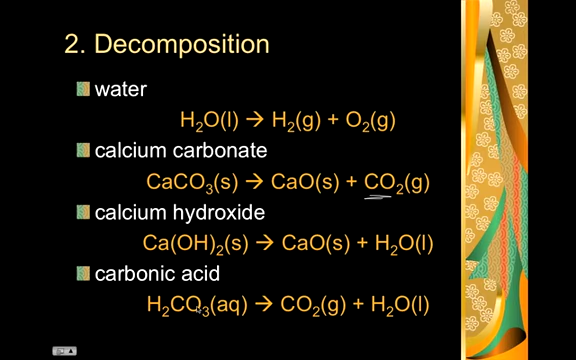 2. Decomposition
water
H₂O(l) → H₂(g) + O₂(g)
calcium carbonate
CaCO₃(s) → CaO(s) + CO₂(g)
calcium hydroxide
Ca(OH)₂(s) → CaO(s) + H₂O(l)
carbonic acid
H₂CO₃(aq) → CO₂(g) + H₂O(l)